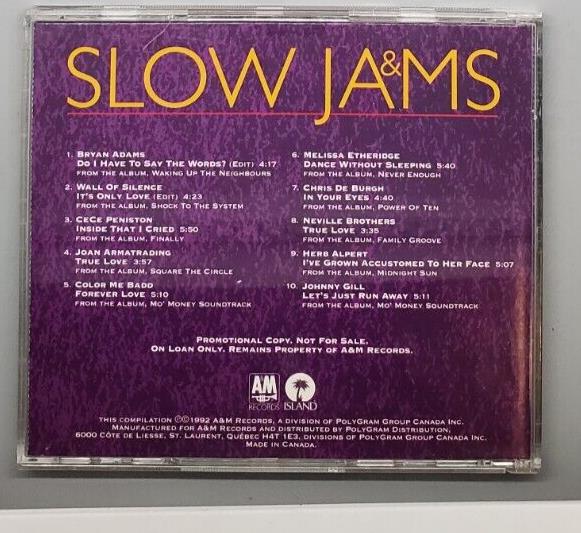 SLOW JA&MS
1. BRYAN ADAMS
DO I HAVE TO SAY THE WORDS? (EDIT) 4:17
FROM THE ALBUM, WAKING UP THE NEIGHBOURS
2. WALL OF SILENCE
IT'S ONLY LOVE (EDIT) 4:23
FROM THE ALBUM, SHOCK TO THE SYSTEM
3. CECE PENISTON
INSIDE THAT I CRIED 5:50
FROM THE ALBUM, FINALLY
4. JOAN ARMATRADING
TRUE LOVE 3:57
FROM THE ALBUM, SQUARE THE CIRCLE
5. COLOR ME BADD
FOREVER LOVE 5:10
FROM THE ALBUM, MO' MONEY SOUNDTRACK
6. MELISSA ETHERIDGE
DANCE WITHOUT SLEEPING 5:40
FROM THE ALBUM, NEVER ENOUGH
7. CHRIS DE BURGH
IN YOUR EYES 4:40
FROM THE ALBUM, POWER OF TEN
8. NEVILLE BROTHERS
TRUE LOVE 3:35
FROM THE ALBUM, FAMILY GROOVE
9. HERB ALPERT
I'VE GROWN ACCUSTOMED TO HER FACE 5:07
FROM THE ALBUM, MIDNIGHT SUN
10. JOHNNY GILL
LET'S JUST RUN AWAY 5:11
FROM THE ALBUM, MO' MONEY SOUNDTRACK
PROMOTIONAL COPY. NOT FOR SALE.
ON LOAN ONLY. REMAINS PROPERTY OF A&M RECORDS.
A&M RECORDS
ISLAND
THIS COMPILATION ℗©1992 A&M RECORDS, A DIVISION OF POLYGRAM GROUP CANADA INC.
MANUFACTURED FOR A&M RECORDS AND DISTRIBUTED BY POLYGRAM DISTRIBUTION,
6000 CÔTE DE LIESSE, ST. LAURENT, QUÉBEC H4T 1E3, DIVISIONS OF POLYGRAM GROUP CANADA INC.
MADE IN CANADA.